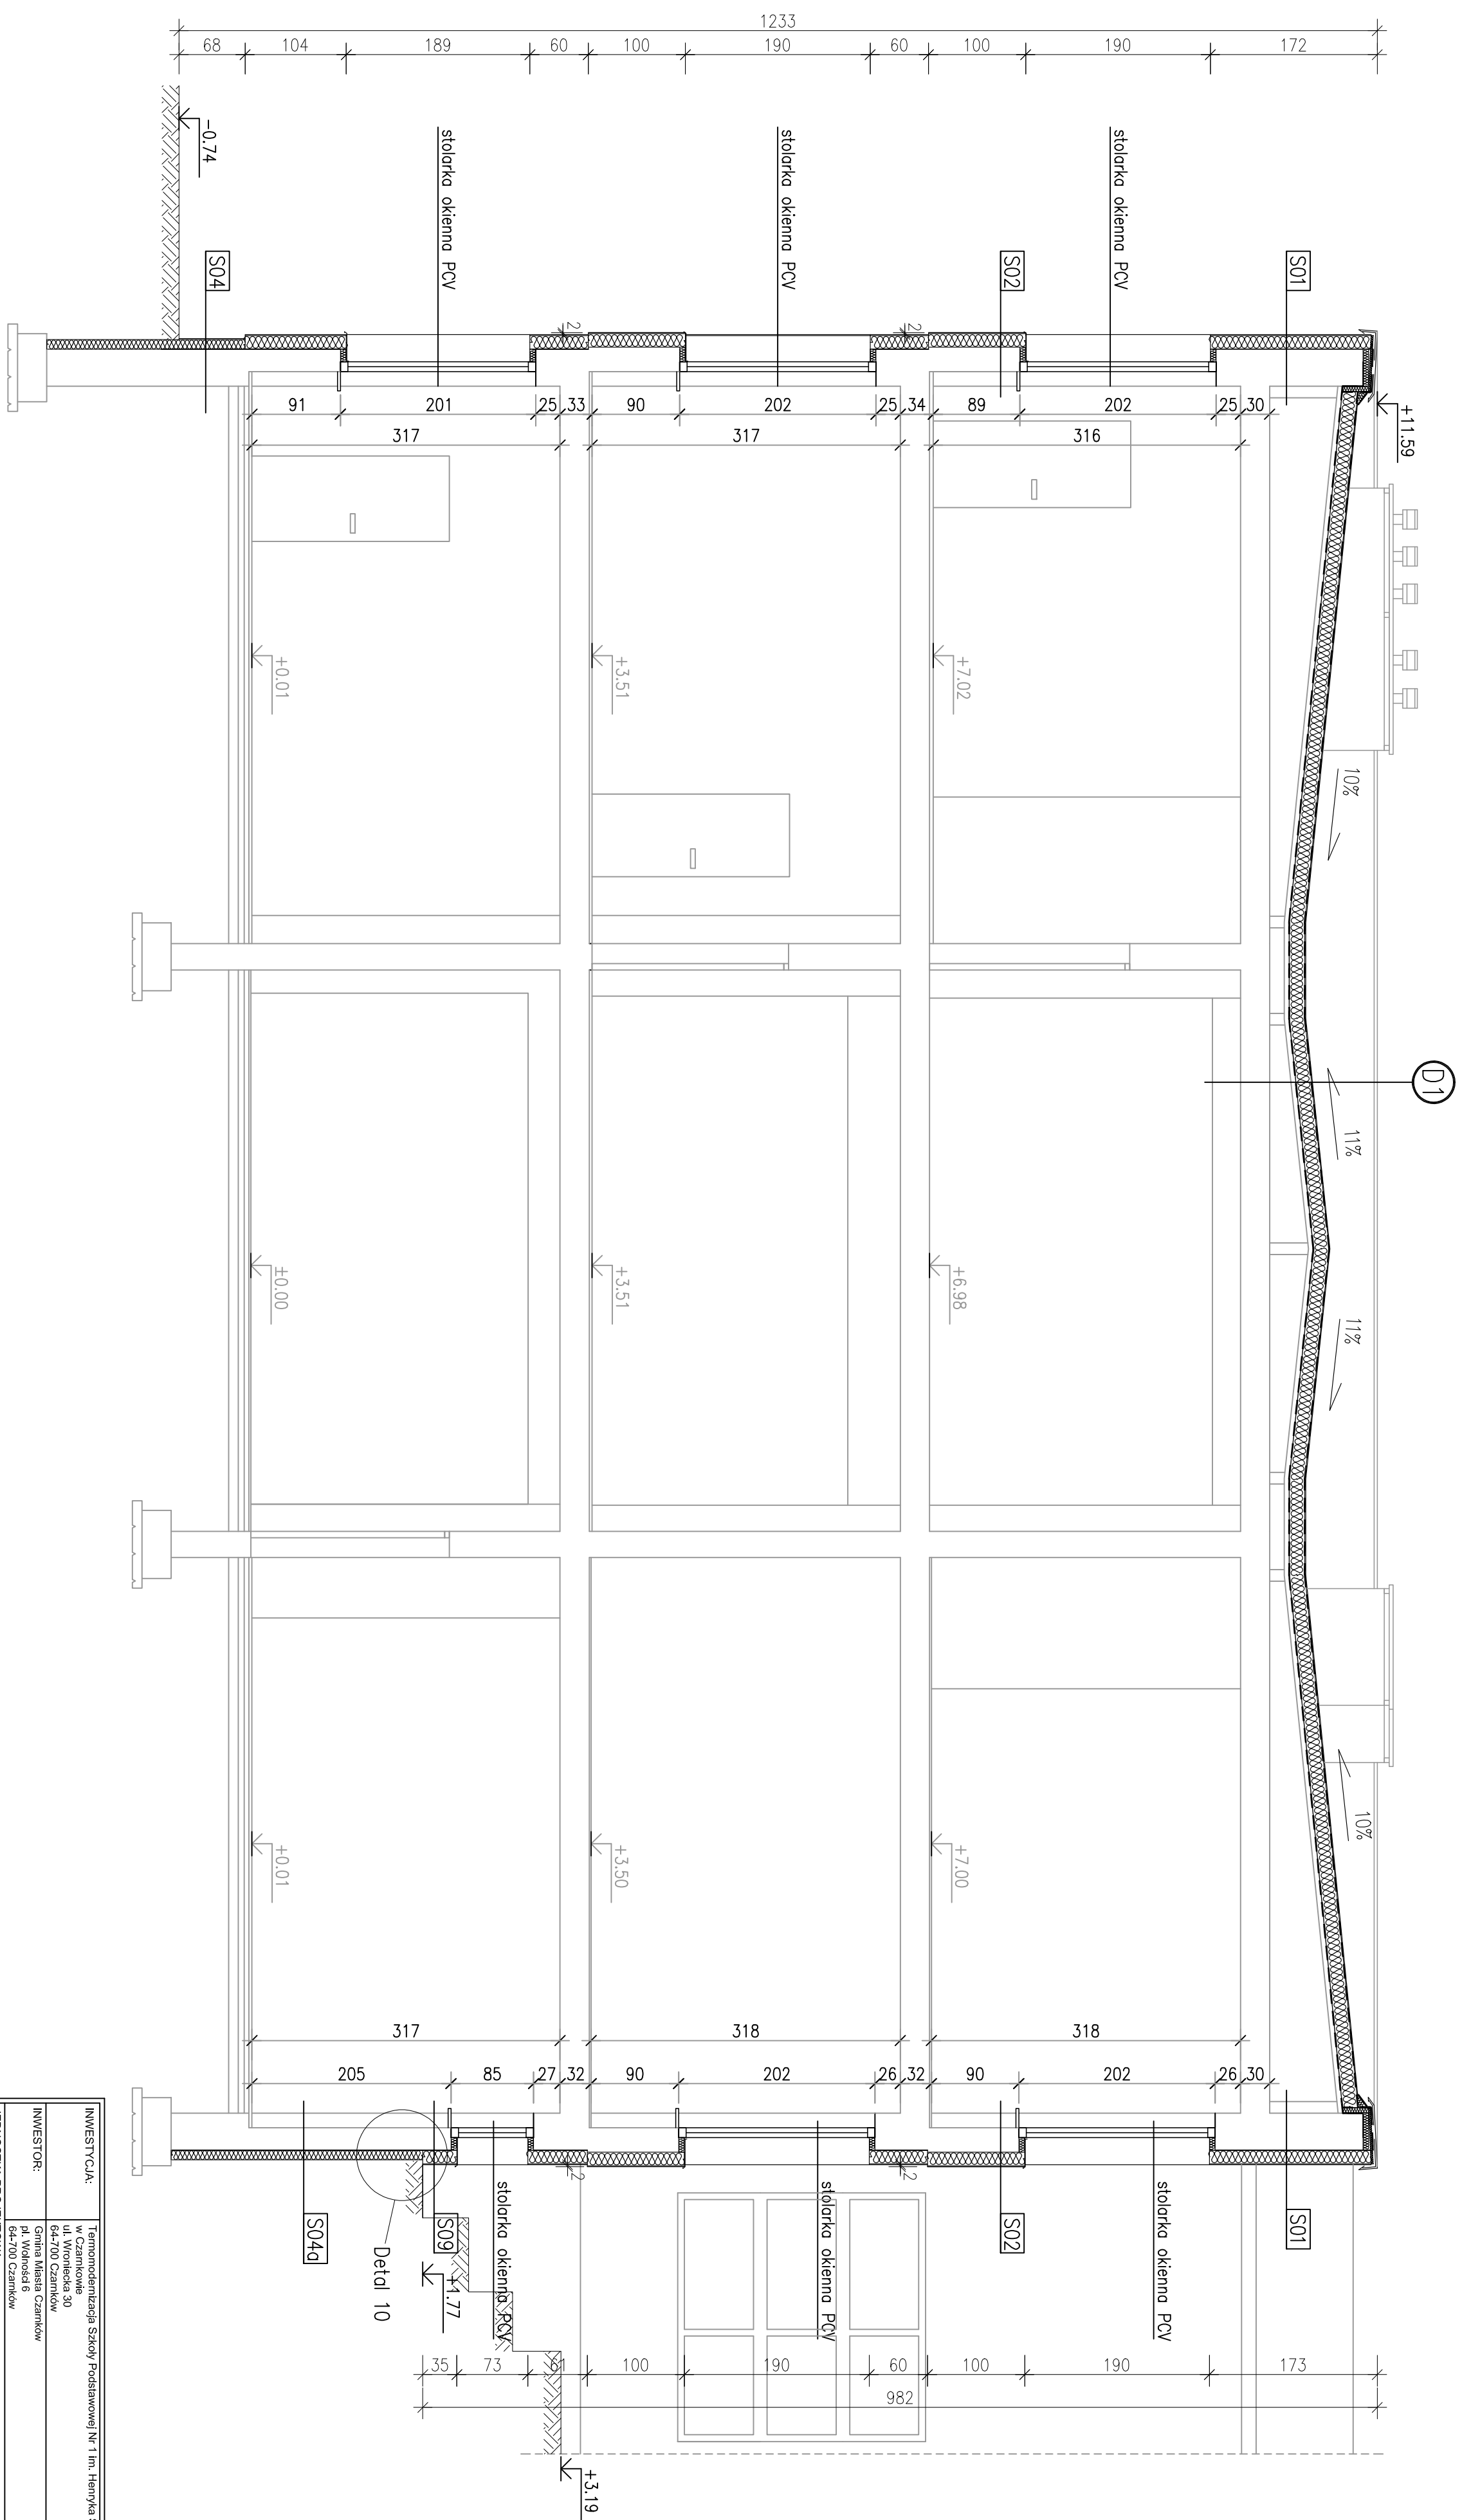 1233
68 104 189 60 100 190 60 100 190 172
-0.74
stolarka okienna PCV
stolarka okienna PCV
stolarka okienna PCV
S04
S02
S01
+11.59
2
2
91 201 25 33 90 202 25 34 89 202 25 30
317 317 316
+0.01
+3.51
+7.02
10%
D1
11%
±0.00
+3.51
+6.98
11%
+0.01
+3.50
+7.00
10%
317 318 318
205 85 27 32 90 202 26 32 90 202 26 30
2
2
S04a
S09
S02
S01
stolarka okienna PCV
stolarka okienna PCV
stolarka okienna PCV
Detal 10
+1.77
35 73 61 100 190 60 100 190 173
982
+3.19
INWESTYCJA:
Termomodernizacja Szkoły Podstawowej Nr 1 im. Henryka
w Czarnkowie
ul. Wroniecka 30
64-700 Czarnków
INWESTOR:
Gmina Miasta Czarnków
pl. Wolności 6
64-700 Czarnków